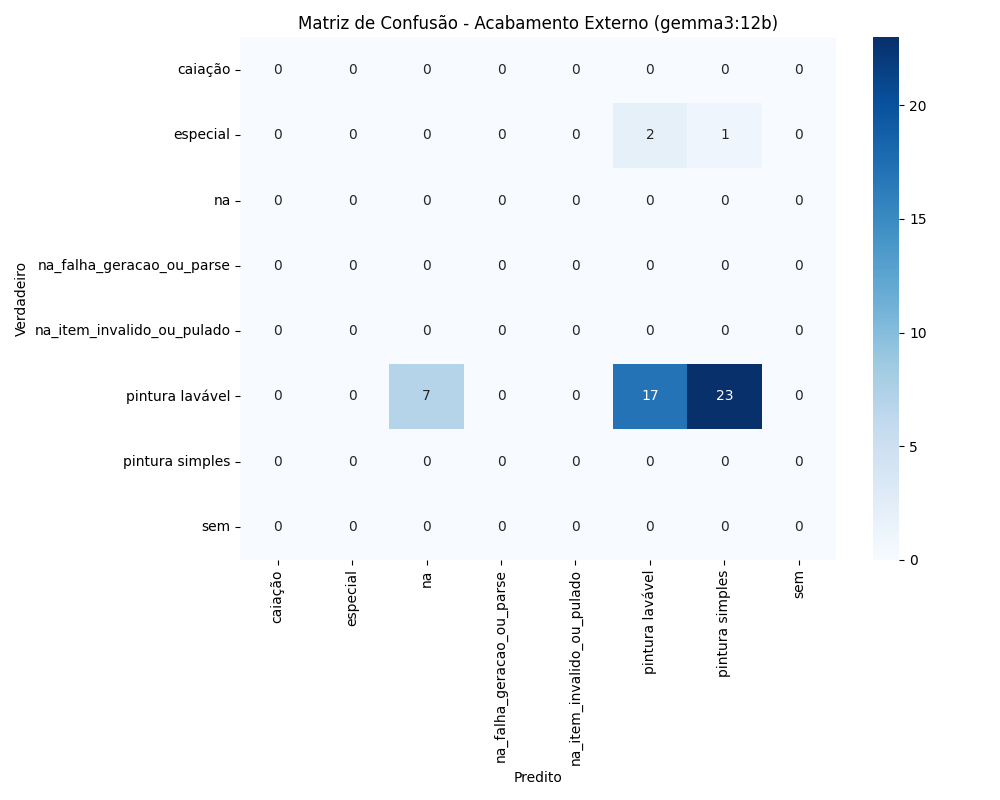 Matriz de Confusão - Acabamento Externo (gemma3:12b)
Verdadeiro
caiação 0 0 0 0 0 0 0 0
especial 0 0 0 0 0 2 1 0
na 0 0 0 0 0 0 0 0
na_falha_geracao_ou_parse 0 0 0 0 0 0 0 0
na_item_invalido_ou_pulado 0 0 0 0 0 0 0 0
pintura lavável 0 0 7 0 0 17 23 0
pintura simples 0 0 0 0 0 0 0 0
sem 0 0 0 0 0 0 0 0
caiação
especial
na
na_falha_geracao_ou_parse
na_item_invalido_ou_pulado
pintura lavável
pintura simples
sem
Predito
20
15
10
5
0